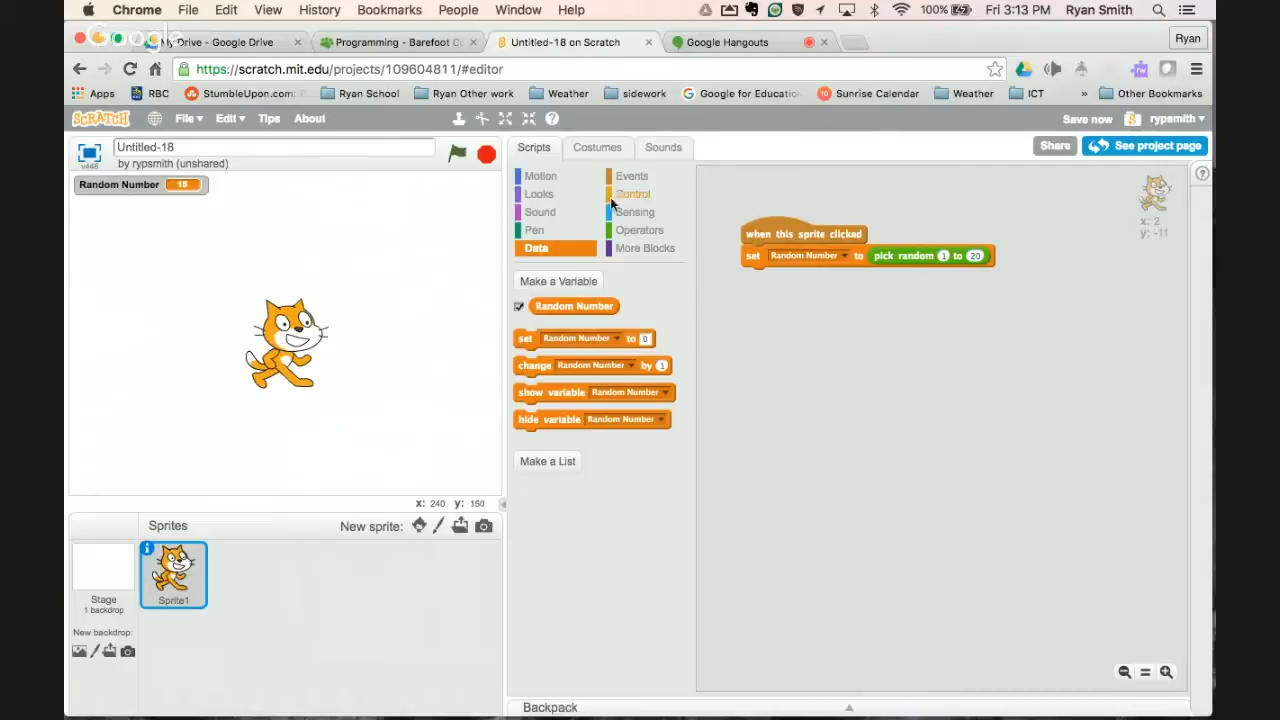 Chrome File Edit View History Bookmarks People Window Help 100% Fri 3:13 PM Ryan Smith
Google
My Drive - Google Drive Programming - Barefoot C Untitled-18 on Scratch Google Hangouts Ryan
https://scratch.mit.edu/projects/109604811/#editor
Apps RBC StumbleUpon.com: Ryan School Ryan Other work Weather sidework Google for Education Sunrise Calendar Weather ICT » Other Bookmarks
SCRATCH File Edit Tips About Save now rypsmith
Untitled-18
by rypsmith (unshared)
v446
Scripts Costumes Sounds
Share See project page
Random Number 15
Motion Events
Looks Control
Sound Sensing
Pen Operators
Data More Blocks
Make a Variable
Random Number
set Random Number to 0
change Random Number by 1
show variable Random Number
hide variable Random Number
Make a List
when this sprite clicked
set Random Number to pick random 1 to 20
x: 2
y: -11
x: 240 y: 150
Sprites New sprite:
Stage
1 backdrop
New backdrop:
Sprite1
Backpack